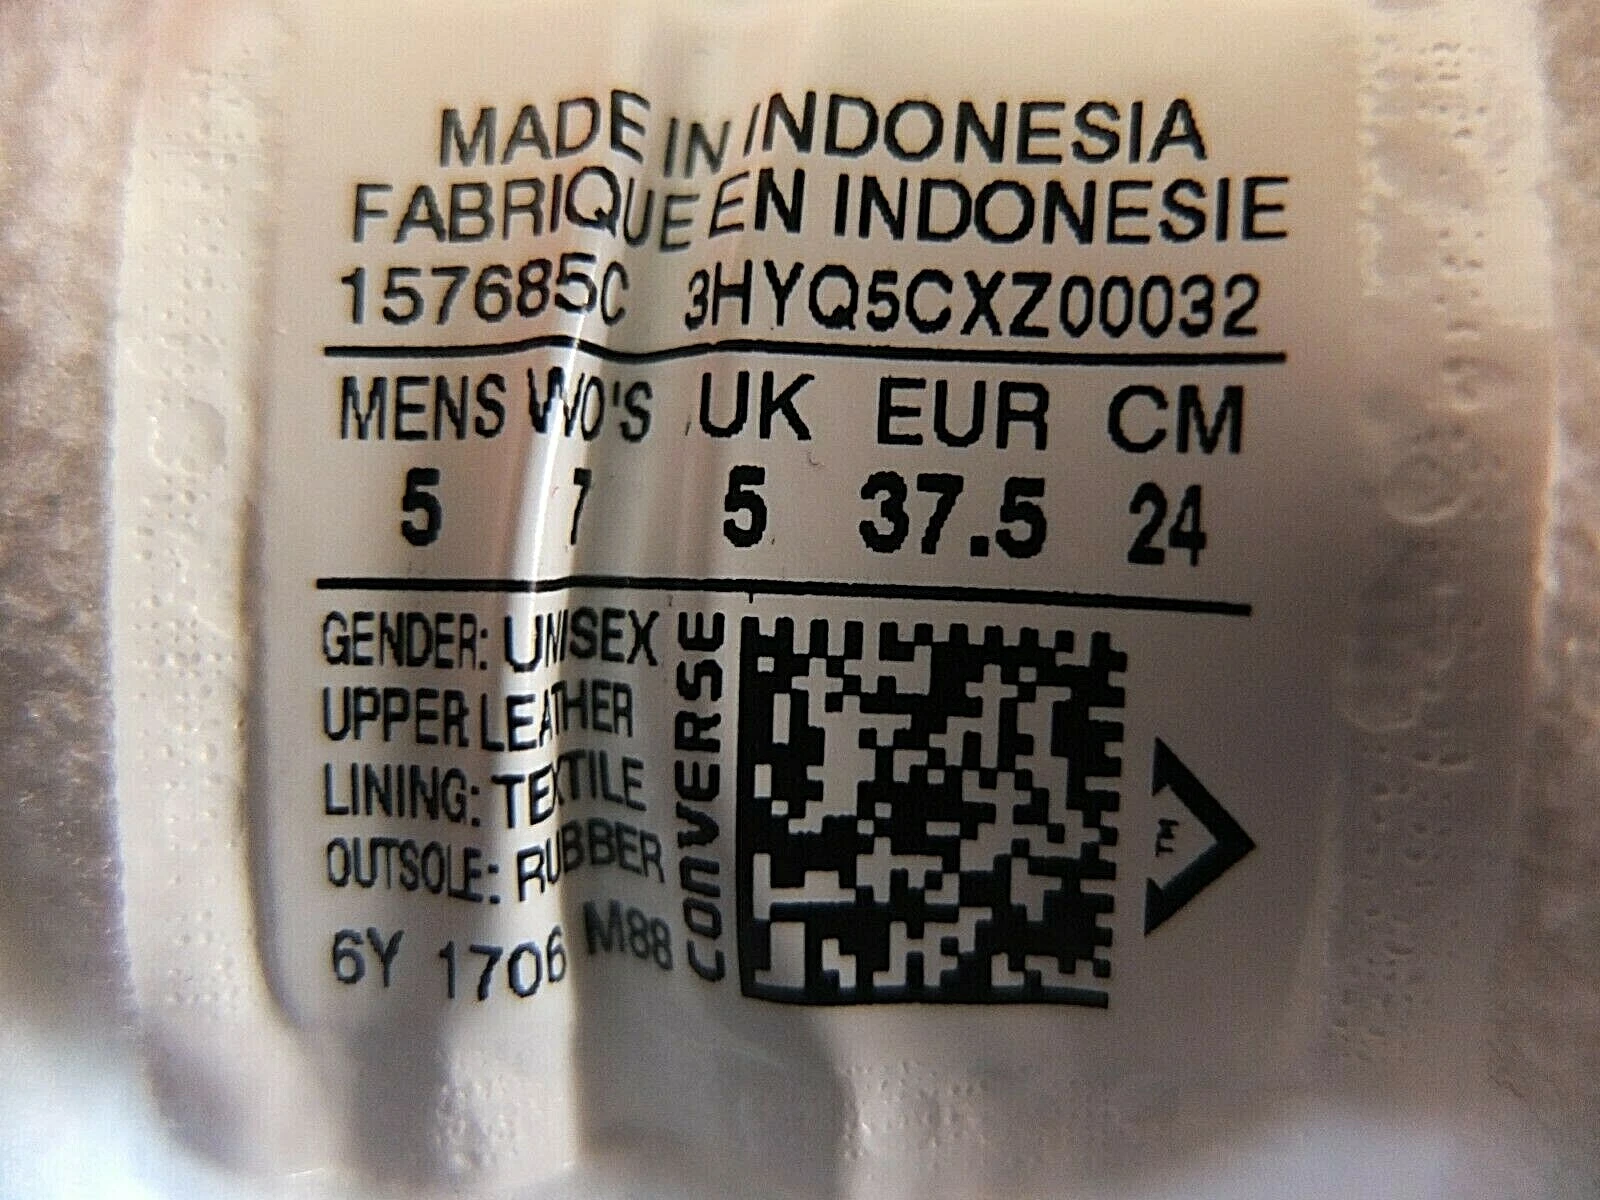 MADE IN INDONESIA
FABRIQUE EN INDONESIE
157685C 3HYQ5CXZ00032
MENS WO'S UK EUR CM
5 7 5 37.5 24
GENDER: UNISEX
UPPER LEATHER
LINING: TEXTILE
OUTSOLE: RUBBER
6Y 1706 M88
CONVERSE
TM